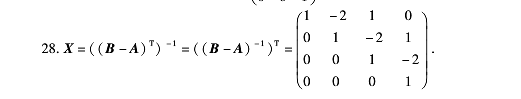 28. X = ((B − A)ᵀ)⁻¹ = ((B − A)⁻¹)ᵀ = ( 1 −2 1 0
0 1 −2 1
0 0 1 −2
0 0 0 1 ).